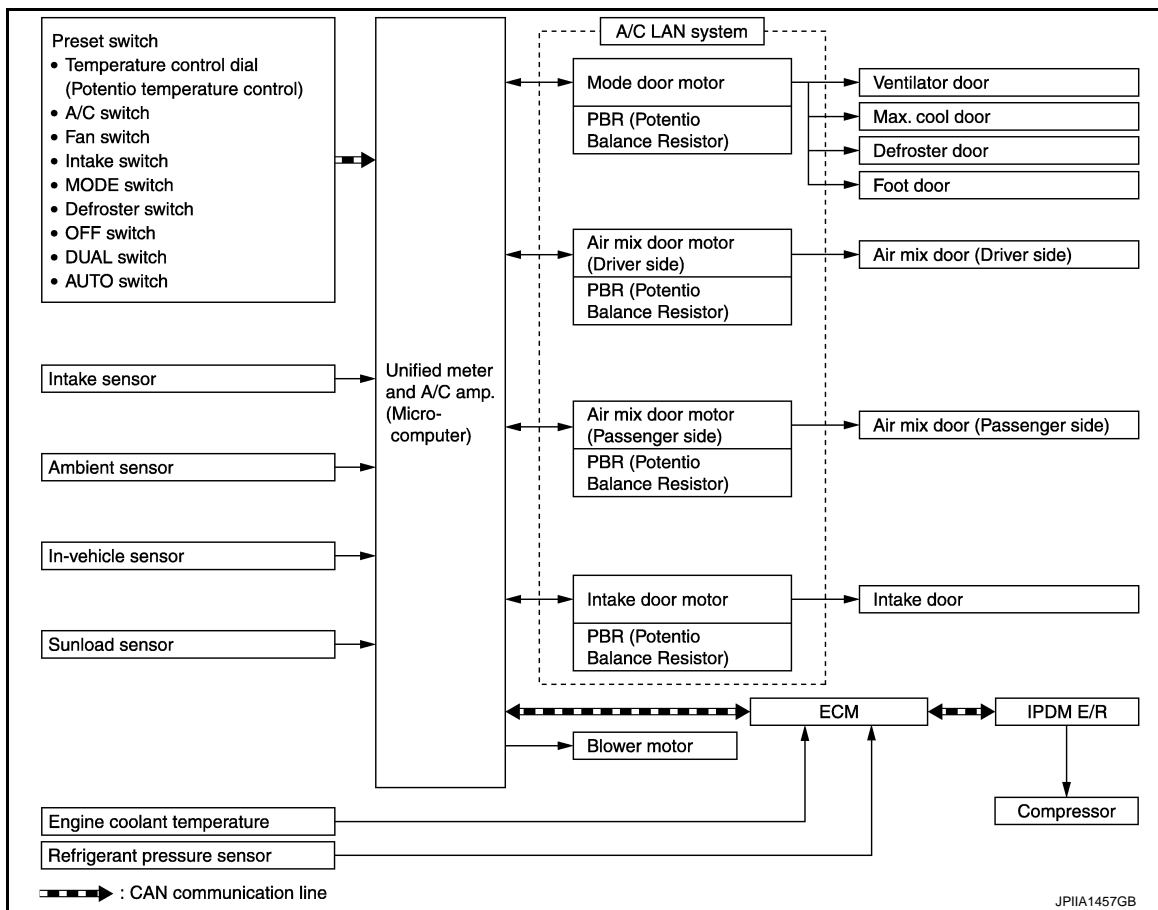 Preset switch
• Temperature control dial
(Potentio temperature control)
• A/C switch
• Fan switch
• Intake switch
• MODE switch
• Defroster switch
• OFF switch
• DUAL switch
• AUTO switch
Intake sensor
Ambient sensor
In-vehicle sensor
Sunload sensor
Engine coolant temperature
Refrigerant pressure sensor
Unified meter
and A/C amp.
(Micro-
computer)
A/C LAN system
Mode door motor
PBR (Potentio
Balance Resistor)
Air mix door motor
(Driver side)
PBR (Potentio
Balance Resistor)
Air mix door motor
(Passenger side)
PBR (Potentio
Balance Resistor)
Intake door motor
PBR (Potentio
Balance Resistor)
Ventilator door
Max. cool door
Defroster door
Foot door
Air mix door (Driver side)
Air mix door (Passenger side)
Intake door
ECM
IPDM E/R
Blower motor
Compressor
: CAN communication line
JPIIA1457GB